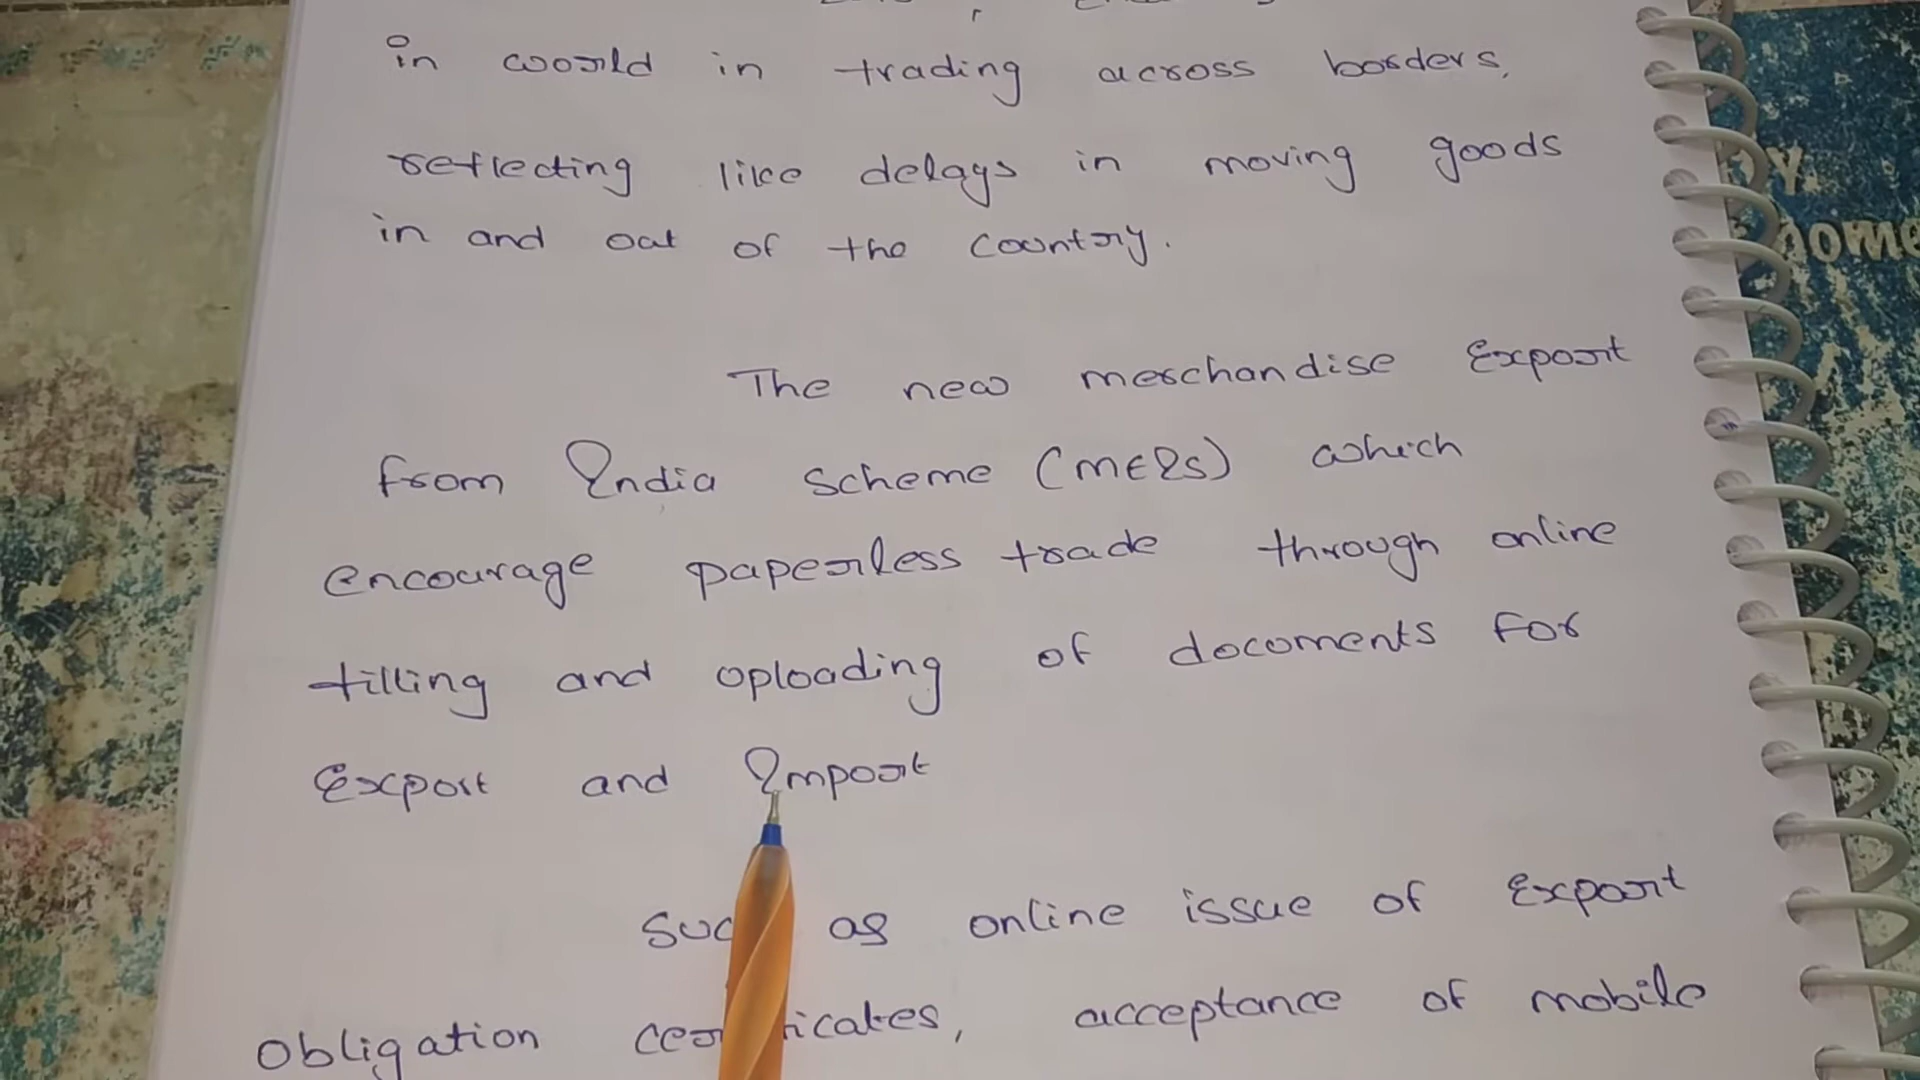 in world in trading across borders,
reflecting like delays in moving goods
in and out of the country.
The new merchandise Export
from India Scheme (MEIS) which
encourage paperless trade through online
filling and uploading of documents for
Export and Import
as online issue of Export
obligation acceptance of mobile